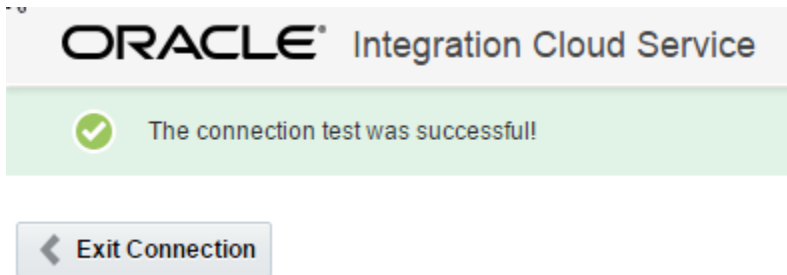 ORACLE® Integration Cloud Service
The connection test was successful!
Exit Connection